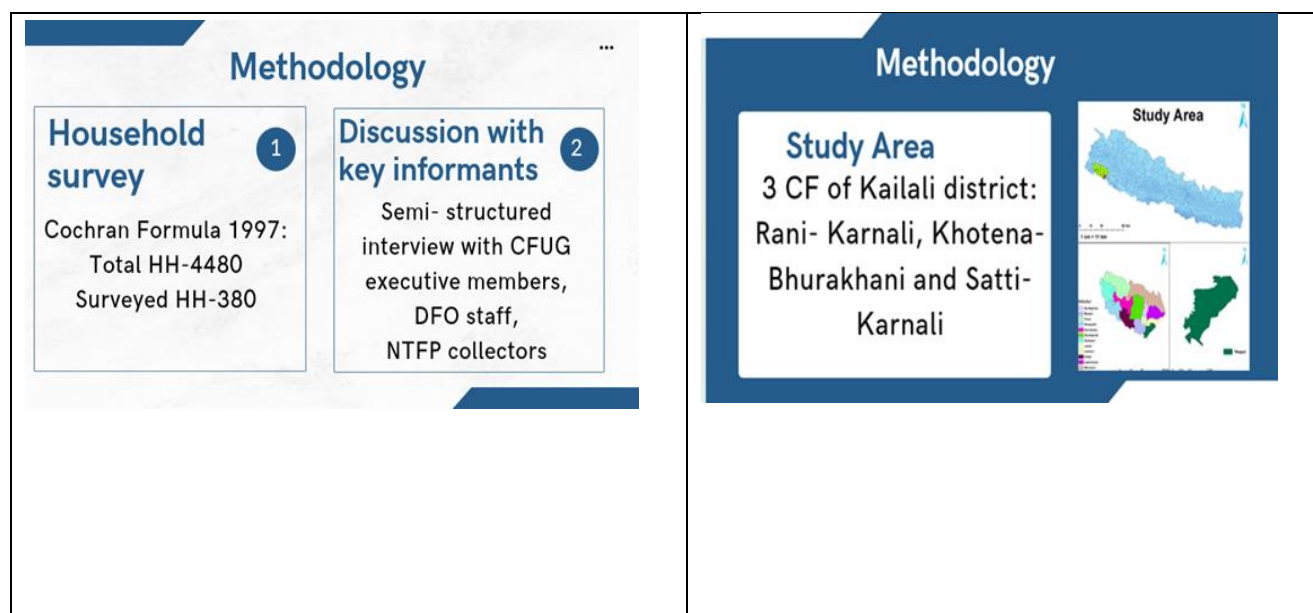 ...
Methodology
Household
survey
1
Cochran Formula 1997:
Total HH-4480
Surveyed HH-380
Discussion with
key informants
2
Semi- structured
interview with CFUG
executive members,
DFO staff,
NTFP collectors
Methodology
Study Area
3 CF of Kailali district:
Rani- Karnali, Khotena-
Bhurakhani and Satti-
Karnali
Study Area